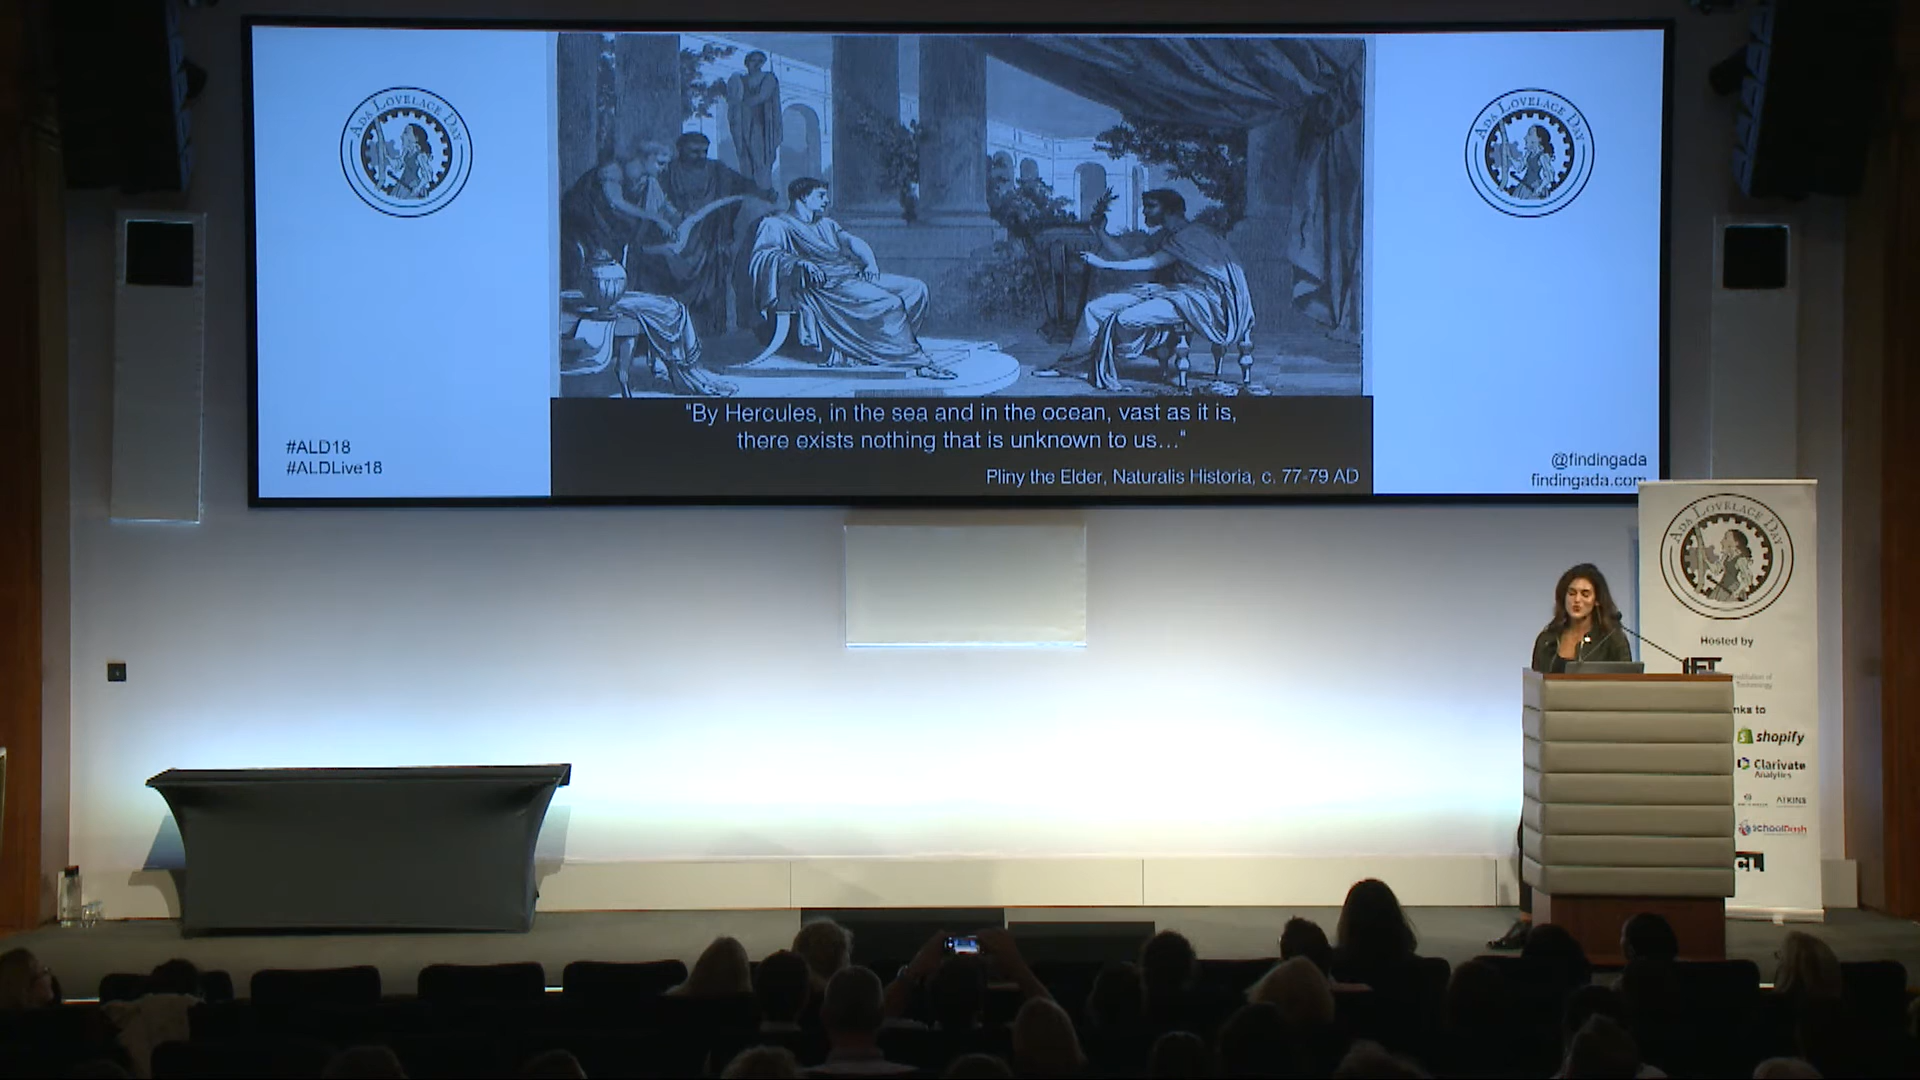 ADA LOVELACE DAY
ADA LOVELACE DAY
"By Hercules, in the sea and in the ocean, vast as it is,
there exists nothing that is unknown to us..."
Pliny the Elder, Naturalis Historia, c. 77-79 AD
#ALD18
#ALDLive18
@findingada
findingada.com
ADA LOVELACE DAY
Hosted by
IET
shopify
Clarivate
Analytics
ATKINS
schoolDash